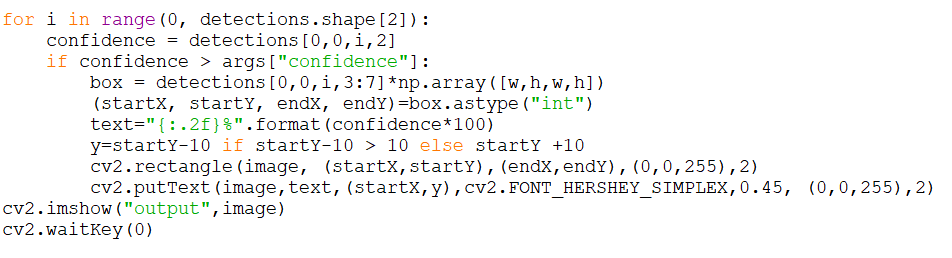 for i in range(0, detections.shape[2]):
    confidence = detections[0,0,i,2]
    if confidence > args["confidence"]:
        box = detections[0,0,i,3:7]*np.array([w,h,w,h])
        (startX, startY, endX, endY)=box.astype("int")
        text="{:.2f}%".format(confidence*100)
        y=startY-10 if startY-10 > 10 else startY +10
        cv2.rectangle(image, (startX,startY),(endX,endY),(0,0,255),2)
        cv2.putText(image,text,(startX,y),cv2.FONT_HERSHEY_SIMPLEX,0.45, (0,0,255),2)
cv2.imshow("output",image)
cv2.waitKey(0)